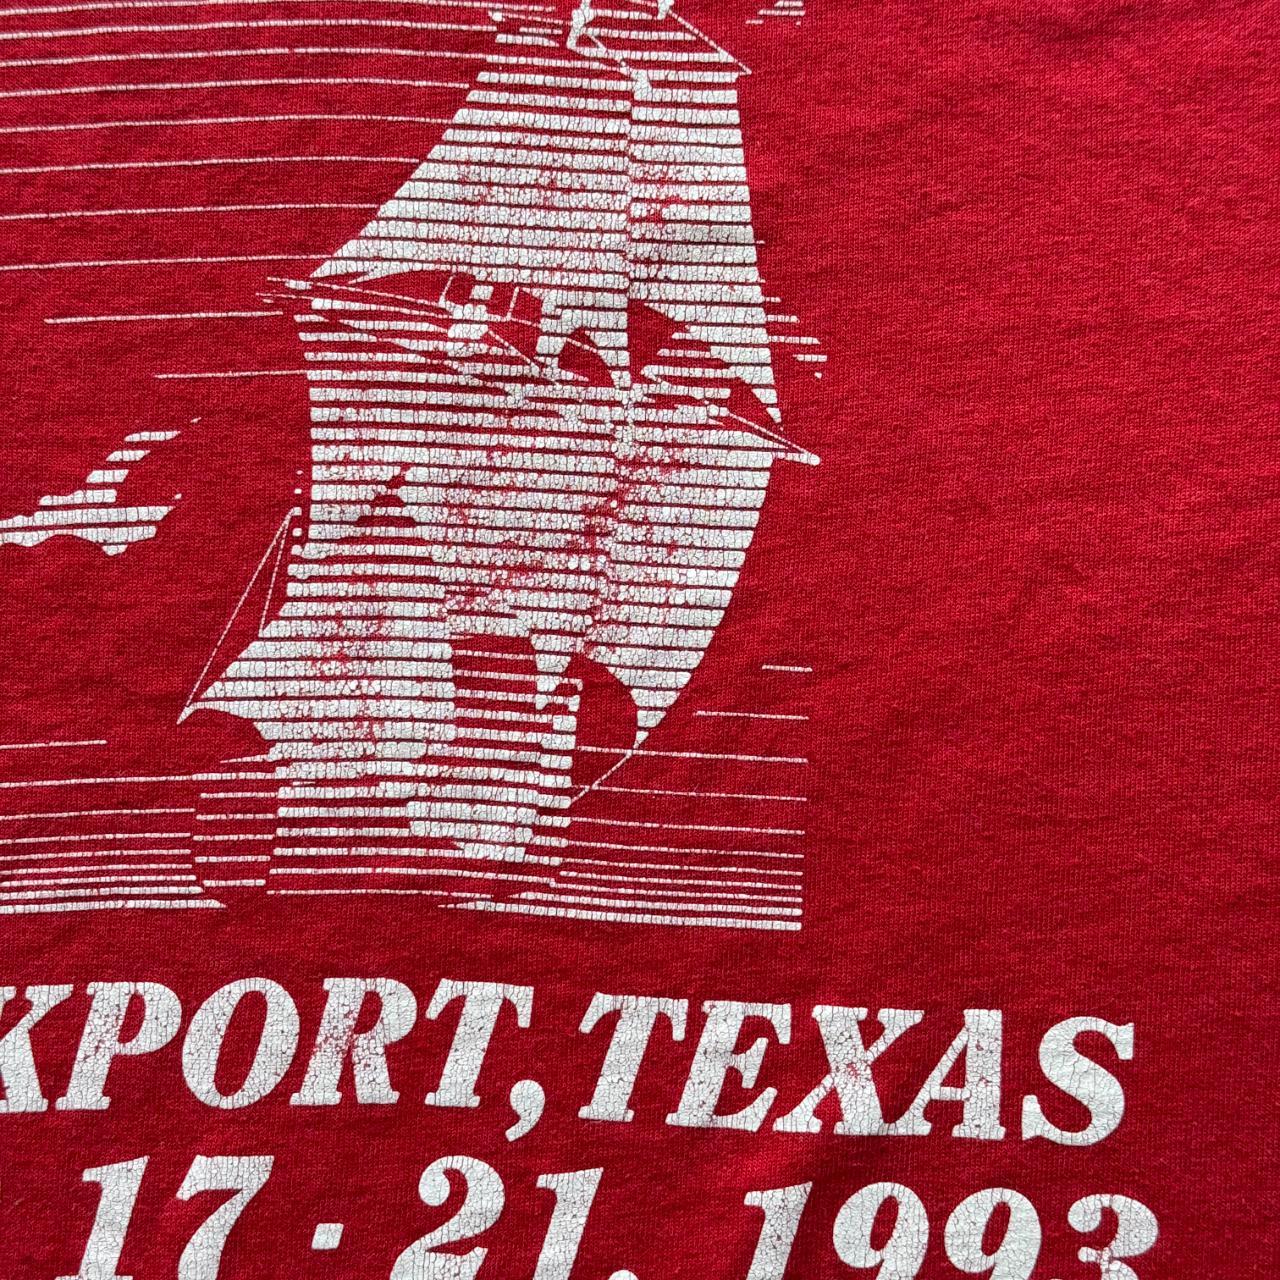 KPORT, TEXAS
17 - 21, 1993